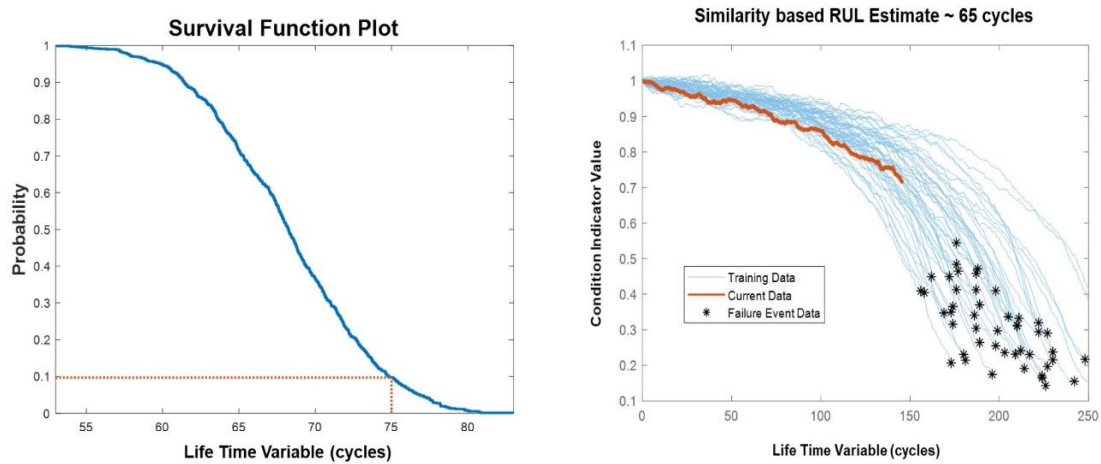 Survival Function Plot
1
0.9
0.8
0.7
0.6
0.5
0.4
0.3
0.2
0.1
0
Probability
55 60 65 70 75 80
Life Time Variable (cycles)
Similarity based RUL Estimate ~ 65 cycles
1.1
1
0.9
0.8
0.7
0.6
0.5
0.4
0.3
0.2
0.1
Condition Indicator Value
Training Data
Current Data
Failure Event Data
0 50 100 150 200 250
Life Time Variable (cycles)